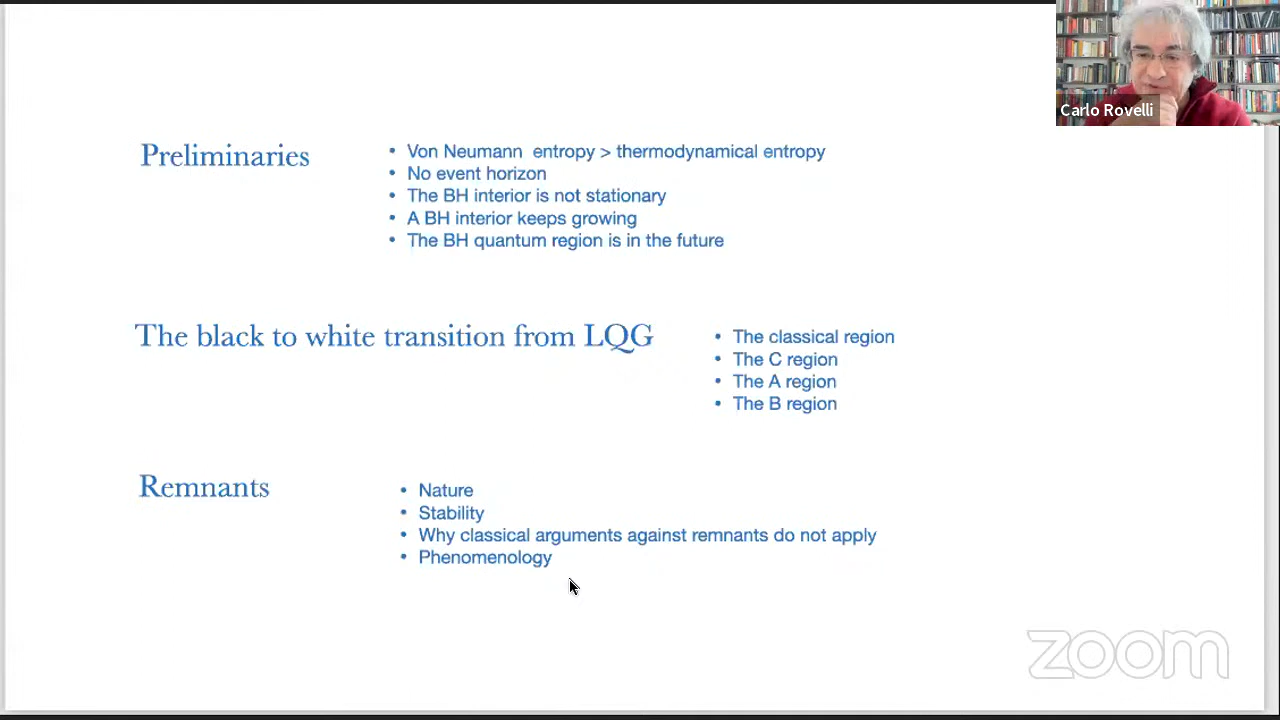 Carlo Rovelli
Preliminaries
• Von Neumann entropy > thermodynamical entropy
• No event horizon
• The BH interior is not stationary
• A BH interior keeps growing
• The BH quantum region is in the future
The black to white transition from LQG
• The classical region
• The C region
• The A region
• The B region
Remnants
• Nature
• Stability
• Why classical arguments against remnants do not apply
• Phenomenology
zoom